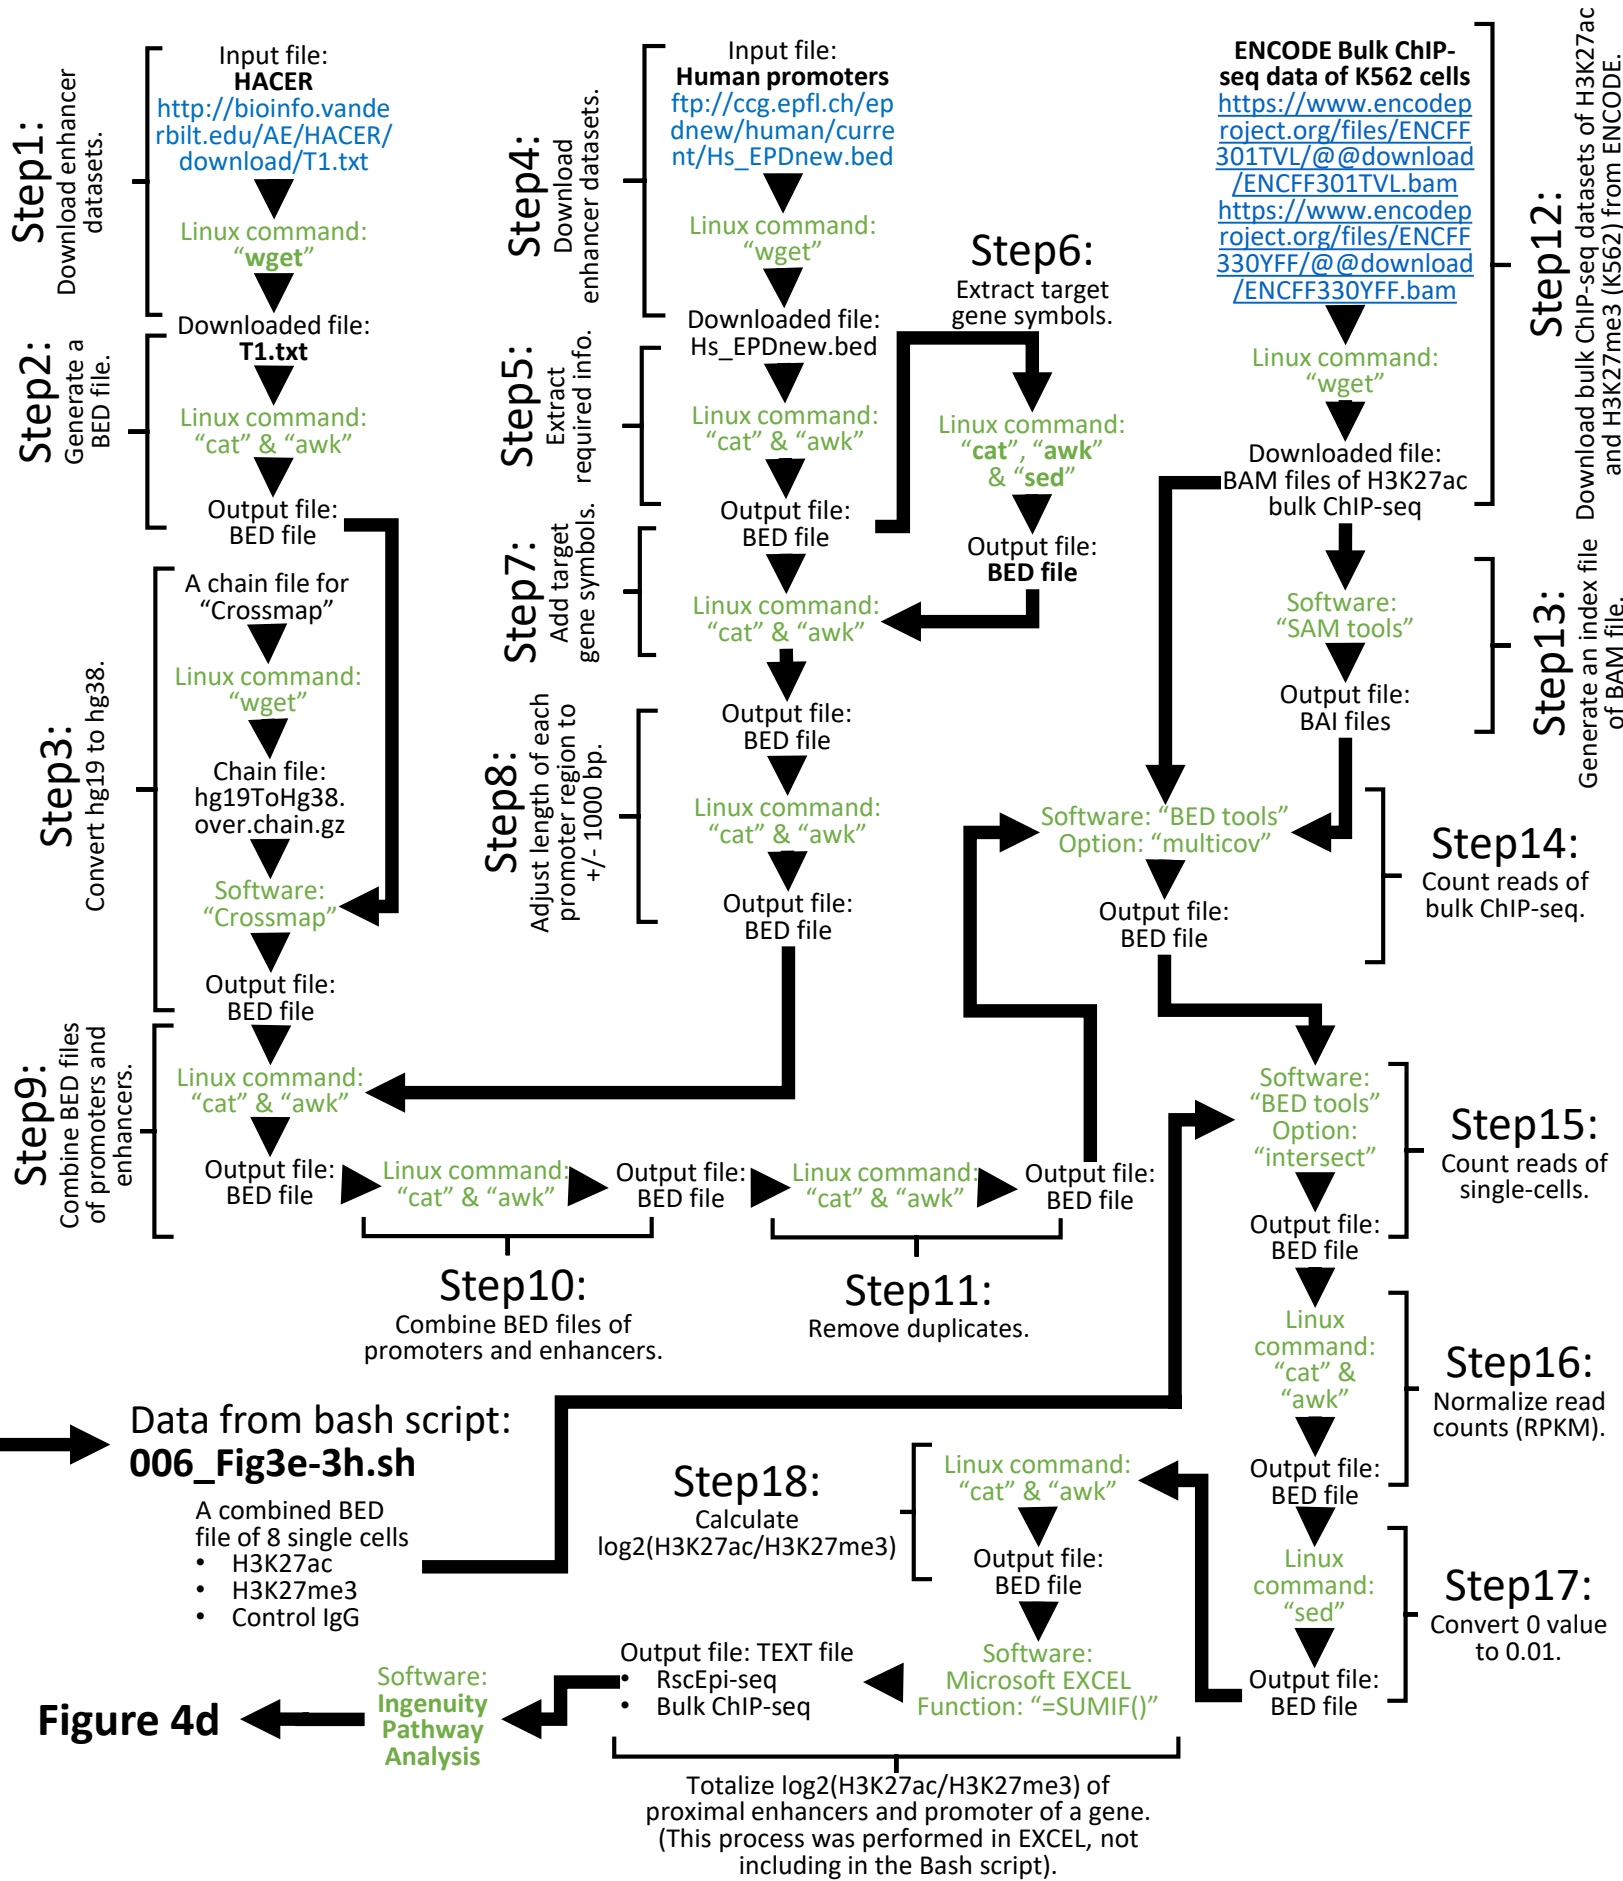 Step1:
Download enhancer
datasets.
Input file:
HACER
http://bioinfo.vande
rbilt.edu/AE/HACER/
download/T1.txt
Linux command:
“wget”
Downloaded file:
T1.txt
Step2:
Generate a
BED file.
Linux command:
“cat” & “awk”
Output file:
BED file
Step3:
Convert hg19 to hg38.
A chain file for
“Crossmap”
Linux command:
“wget”
Chain file:
hg19ToHg38.
over.chain.gz
Software:
“Crossmap”
Output file:
BED file
Step4:
Download
enhancer datasets.
Input file:
Human promoters
ftp://ccg.epfl.ch/ep
dnew/human/curre
nt/Hs_EPDnew.bed
Linux command:
“wget”
Downloaded file:
Hs_EPDnew.bed
Step5:
Extract
required info.
Linux command:
“cat” & “awk”
Output file:
BED file
Step6:
Extract target
gene symbols.
Linux command:
“cat”, “awk”
& “sed”
Output file:
BED file
Step7:
Add target
gene symbols.
Linux command:
“cat” & “awk”
Output file:
BED file
Step8:
Adjust length of each
promoter region to
+/- 1000 bp.
Linux command:
“cat” & “awk”
Output file:
BED file
Step9:
Combine BED files
of promoters and
enhancers.
Linux command:
“cat” & “awk”
Output file:
BED file
Linux command:
“cat” & “awk”
Output file:
BED file
Step10:
Combine BED files of
promoters and enhancers.
Linux command:
“cat” & “awk”
Output file:
BED file
Step11:
Remove duplicates.
ENCODE Bulk ChIP-
seq data of K562 cells
https://www.encodep
roject.org/files/ENCFF
301TVL/@@download
/ENCFF301TVL.bam
https://www.encodep
roject.org/files/ENCFF
330YFF/@@download
/ENCFF330YFF.bam
Linux command:
“wget”
Downloaded file:
BAM files of H3K27ac
bulk ChIP-seq
Step12:
Download bulk ChIP-seq datasets of H3K27ac
and H3K27me3 (K562) from ENCODE.
Software:
“SAM tools”
Output file:
BAI files
Step13:
Generate an index file
of BAM file.
Software: “BED tools”
Option: “multicov”
Output file:
BED file
Step14:
Count reads of
bulk ChIP-seq.
Software:
“BED tools”
Option:
“intersect”
Output file:
BED file
Step15:
Count reads of
single-cells.
Linux
command:
“cat” &
“awk”
Output file:
BED file
Step16:
Normalize read
counts (RPKM).
Linux
command:
“sed”
Output file:
BED file
Step17:
Convert 0 value
to 0.01.
Data from bash script:
006_Fig3e-3h.sh
A combined BED
file of 8 single cells
• H3K27ac
• H3K27me3
• Control IgG
Step18:
Calculate
log2(H3K27ac/H3K27me3)
Linux command:
“cat” & “awk”
Output file:
BED file
Software:
Microsoft EXCEL
Function: “=SUMIF()”
Output file: TEXT file
• RscEpi-seq
• Bulk ChIP-seq
Totalize log2(H3K27ac/H3K27me3) of
proximal enhancers and promoter of a gene.
(This process was performed in EXCEL, not
including in the Bash script).
Software:
Ingenuity
Pathway
Analysis
Figure 4d